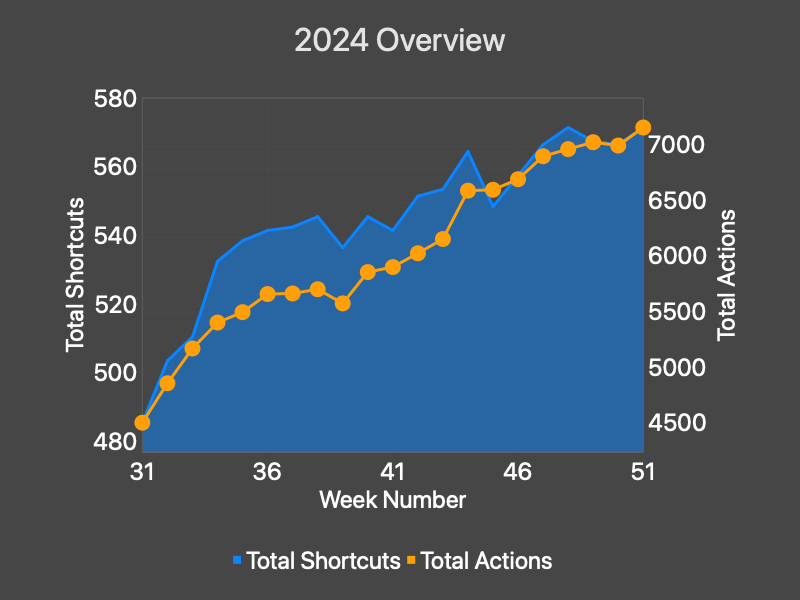 2024 Overview
580
560
540
520
500
480
Total Shortcuts
7000
6500
6000
5500
5000
4500
Total Actions
31 36 41 46 51
Week Number
Total Shortcuts Total Actions